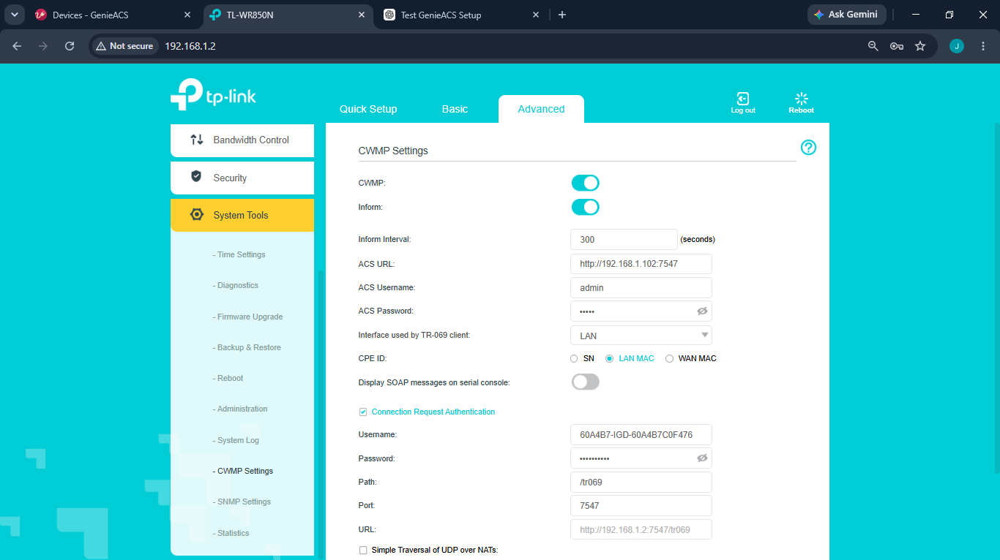 Devices - GenieACS
TL-WR850N
Test GenieACS Setup
Ask Gemini
Not secure
192.168.1.2
J
tp-link
Quick Setup
Basic
Advanced
Log out
Reboot
Bandwidth Control
Security
System Tools
- Time Settings
- Diagnostics
- Firmware Upgrade
- Backup & Restore
- Reboot
- Administration
- System Log
- CWMP Settings
- SNMP Settings
- Statistics
CWMP Settings
?
CWMP:
Inform:
Inform Interval: 300 (seconds)
ACS URL: http://192.168.1.102:7547
ACS Username: admin
ACS Password: •••••
Interface used by TR-069 client: LAN
CPE ID: SN LAN MAC WAN MAC
Display SOAP messages on serial console:
Connection Request Authentication
Username: 60A4B7-IGD-60A4B7C0F476
Password: ••••••••••
Path: /tr069
Port: 7547
URL: http://192.168.1.2:7547/tr069
Simple Traversal of UDP over NATs: